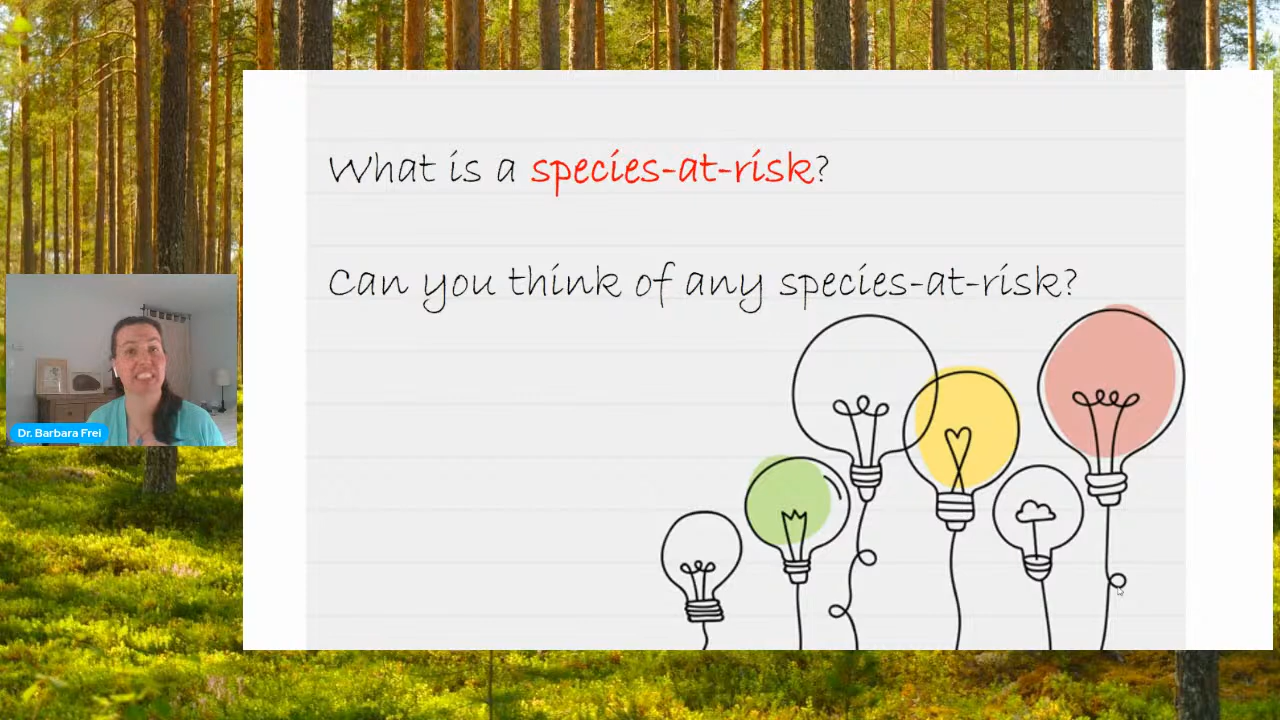 What is a species-at-risk?
Can you think of any species-at-risk?
Dr. Barbara Frei